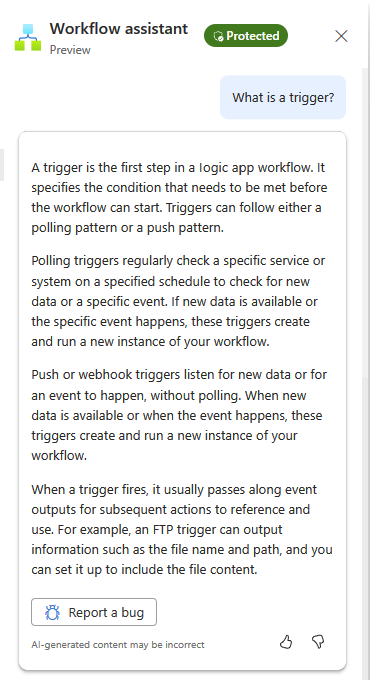 Workflow assistant
Protected
Preview
What is a trigger?
A trigger is the first step in a logic app workflow. It
specifies the condition that needs to be met before
the workflow can start. Triggers can follow either a
polling pattern or a push pattern.
Polling triggers regularly check a specific service or
system on a specified schedule to check for new
data or a specific event. If new data is available or
the specific event happens, these triggers create
and run a new instance of your workflow.
Push or webhook triggers listen for new data or for
an event to happen, without polling. When new
data is available or when the event happens, these
triggers create and run a new instance of your
workflow.
When a trigger fires, it usually passes along event
outputs for subsequent actions to reference and
use. For example, an FTP trigger can output
information such as the file name and path, and you
can set it up to include the file content.
Report a bug
AI-generated content may be incorrect